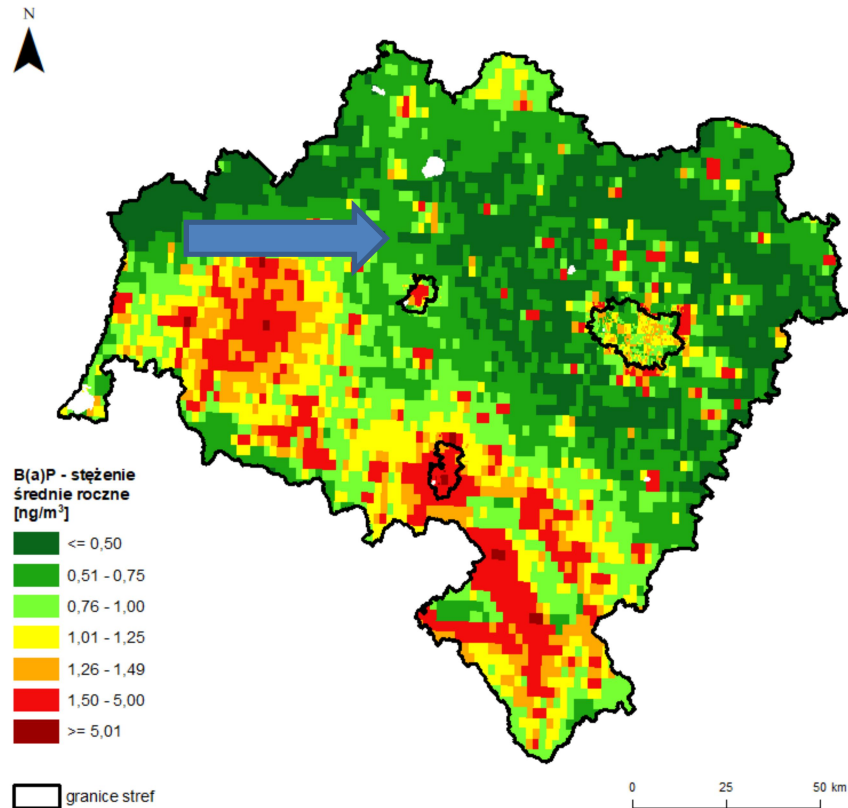 N
B(a)P - stężenie
średnie roczne
[ng/m³]
<= 0,50
0,51 - 0,75
0,76 - 1,00
1,01 - 1,25
1,26 - 1,49
1,50 - 5,00
>= 5,01
granice stref
0 25 50 km